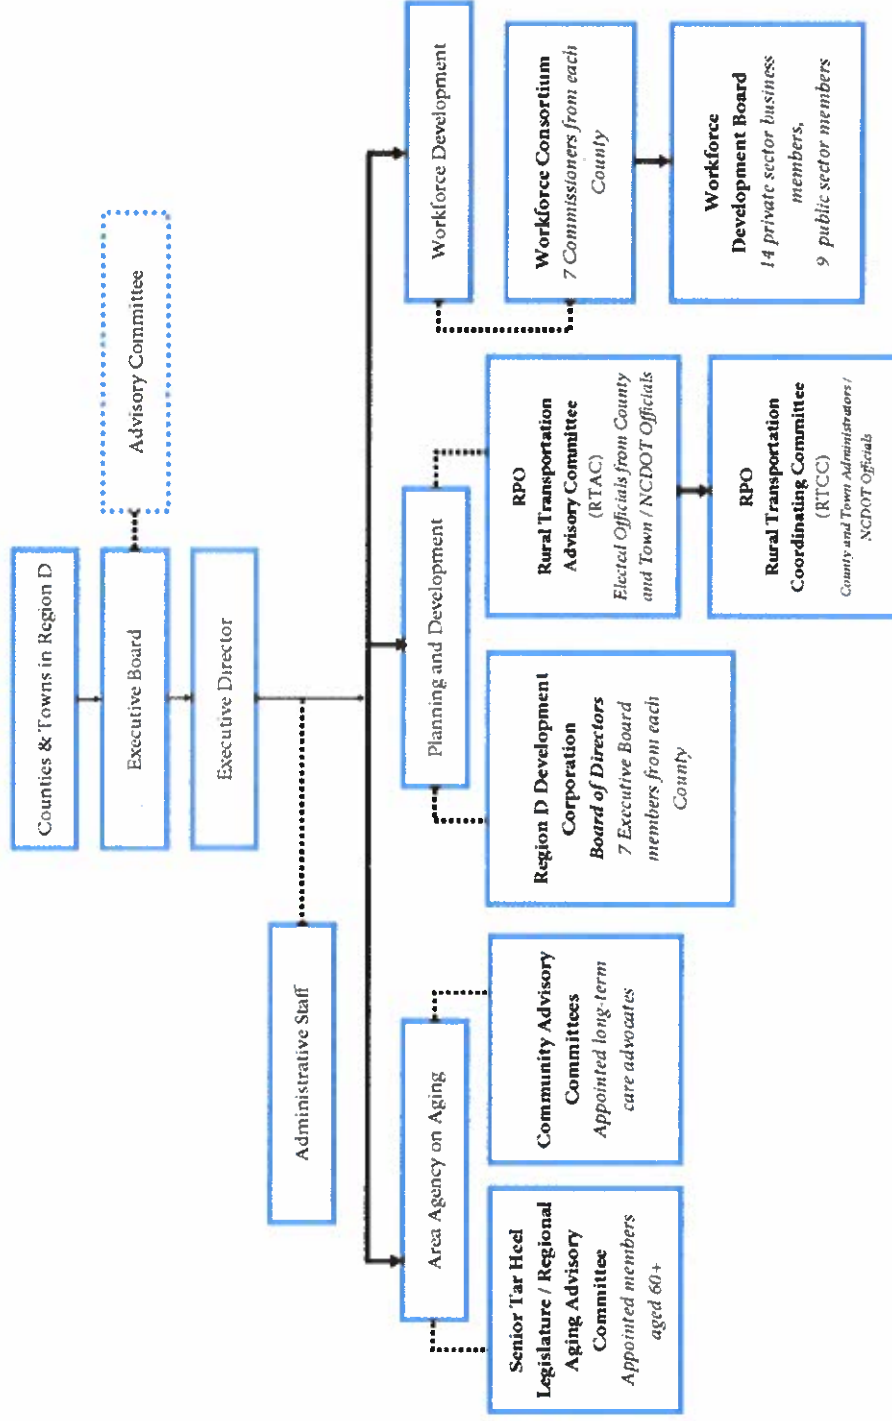 Counties & Towns in Region D
Executive Board
Advisory Committee
Executive Director
Administrative Staff
Area Agency on Aging
Senior Tar Heel
Legislature / Regional
Aging Advisory
Committee
Appointed members
aged 60+
Community Advisory
Committees
Appointed long-term
care advocates
Planning and Development
Region D Development
Corporation
Board of Directors
7 Executive Board
members from each
County
RPO
Rural Transportation
Advisory Committee
(RTAC)
Elected Officials from County
and Town / NCDOT Officials
RPO
Rural Transportation
Coordinating Committee
(RTCC)
County and Town Administrators /
NCDOT Officials
Workforce Development
Workforce Consortium
7 Commissioners from each
County
Workforce
Development Board
14 private sector business
members,
9 public sector members